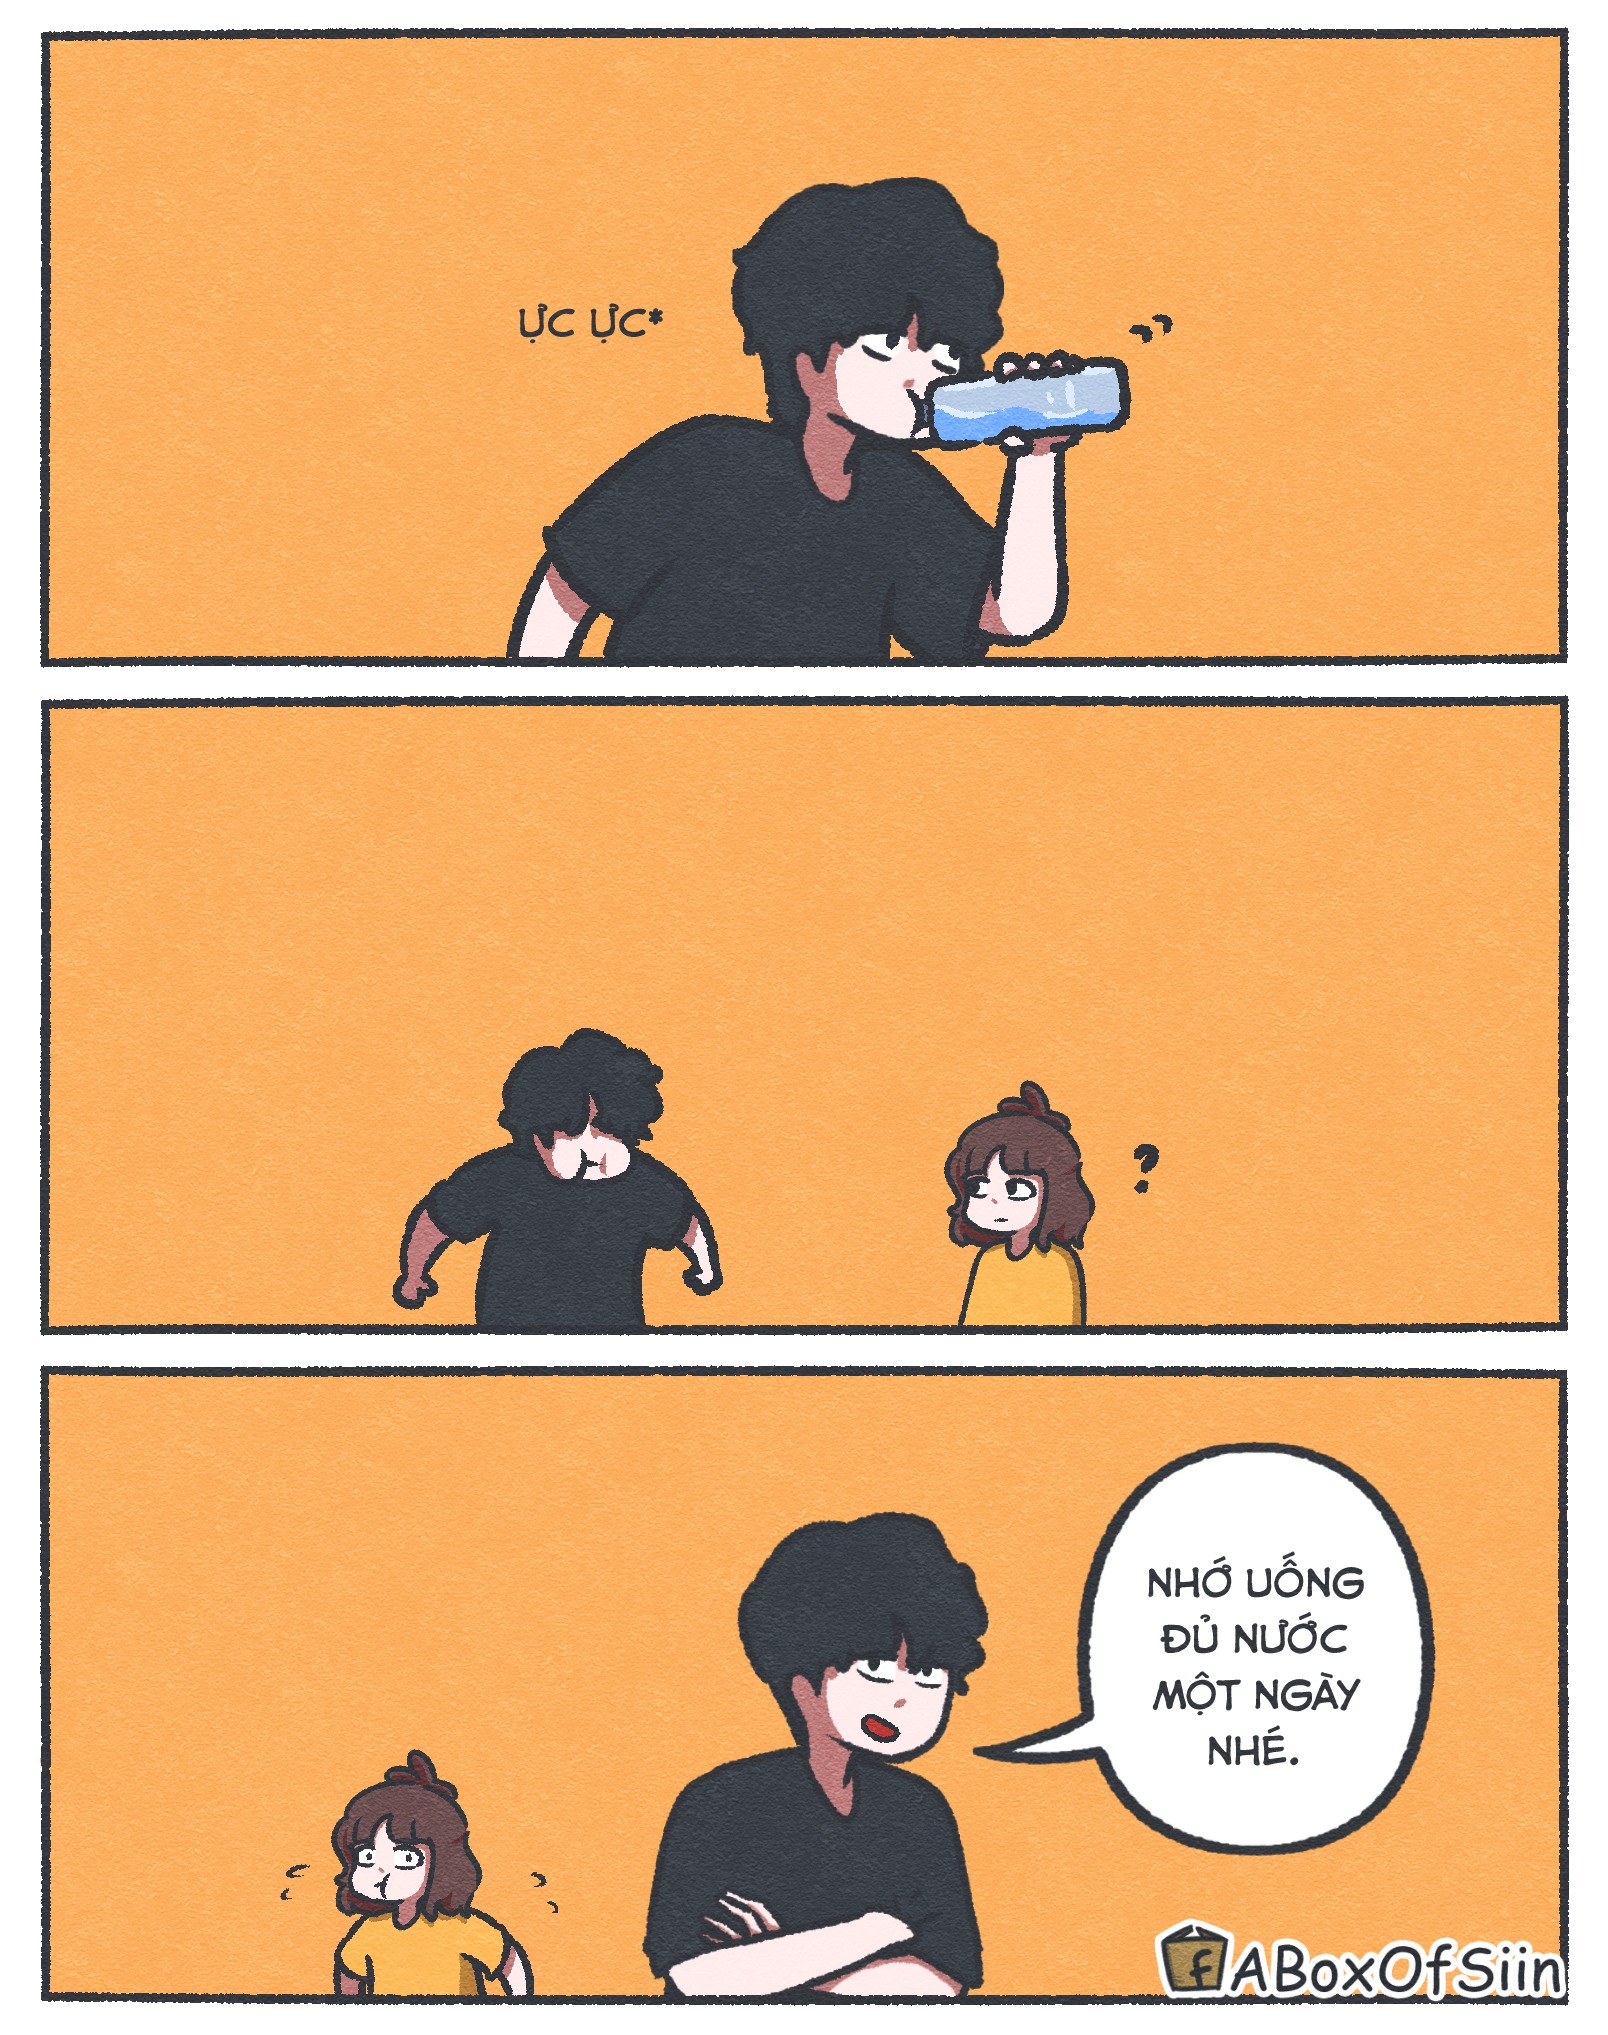 ỰC ỰC*
?
NHỚ UỐNG
ĐỦ NƯỚC
MỘT NGÀY
NHÉ.
f ABoxOfSiin